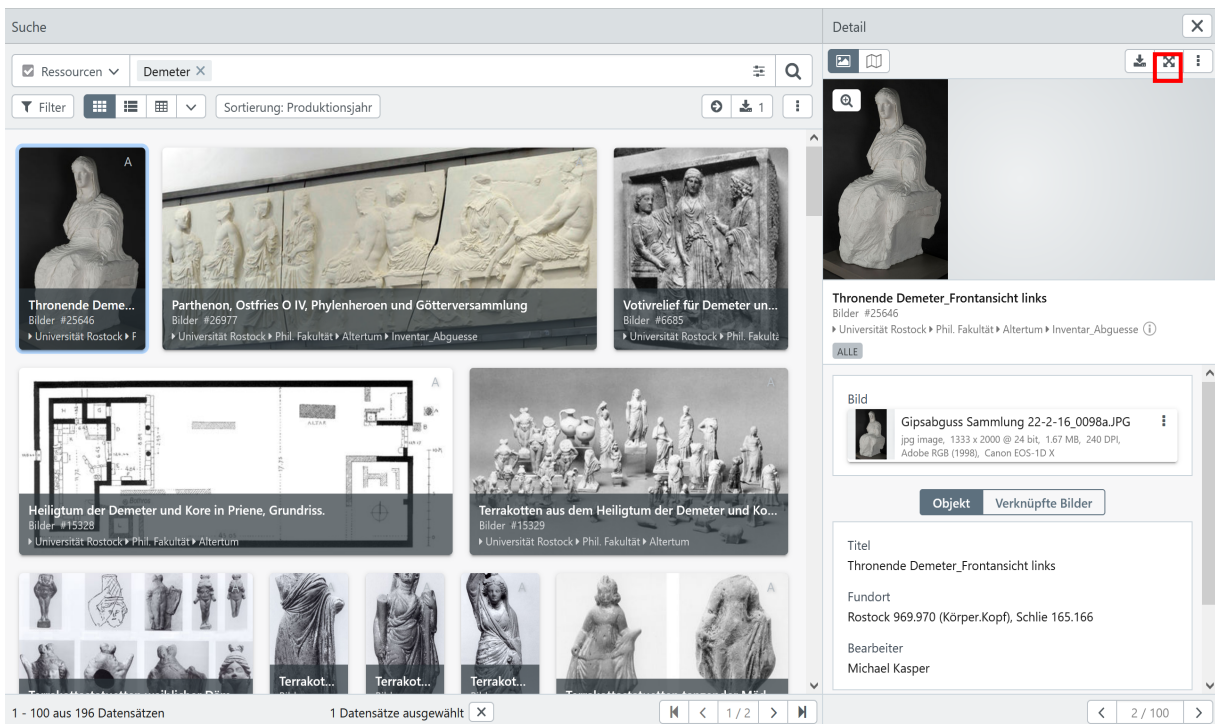 Suche
Detail
Ressourcen
Demeter
Filter
Sortierung: Produktionsjahr
1
A
Thronende Deme...
Bilder #25646
Universität Rostock F
Parthenon, Ostfries O IV, Phylenheroen und Götterversammlung
Bilder #26977
Universität Rostock Phil. Fakultät Altertum Inventar_Abguesse
Votivrelief für Demeter un...
Bilder #6685
Universität Rostock Phil. Fakultä
A
ALTAR
Heiligtum der Demeter und Kore in Priene, Grundriss.
Bilder #15328
Universität Rostock Phil. Fakultät Altertum
A
Terrakotten aus dem Heiligtum der Demeter und Ko...
Bilder #15329
Universität Rostock Phil. Fakultät Altertum
A
A
Terrakot...
Terrakot...
Terrakot...
1 - 100 aus 196 Datensätzen
1 Datensätze ausgewählt
1 / 2
Thronende Demeter_Frontansicht links
Bilder #25646
Universität Rostock Phil. Fakultät Altertum Inventar_Abguesse
ALLE
Bild
Gipsabguss Sammlung 22-2-16_0098a.JPG
jpg image, 1333 x 2000 @ 24 bit, 1.67 MB, 240 DPI,
Adobe RGB (1998), Canon EOS-1D X
Objekt
Verknüpfte Bilder
Titel
Thronende Demeter_Frontansicht links
Fundort
Rostock 969.970 (Körper.Kopf), Schlie 165.166
Bearbeiter
Michael Kasper
2 / 100